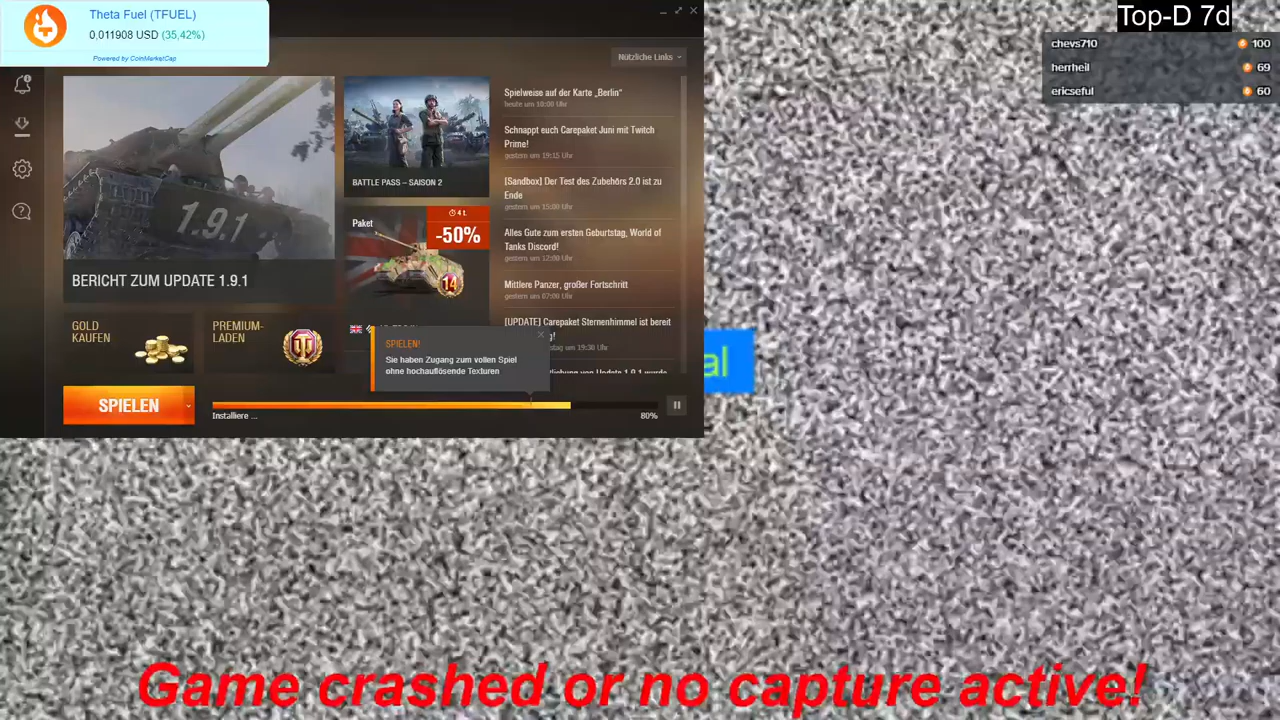 Theta Fuel (TFUEL)
0,011908 USD (35,42%)
Powered by CoinMarketCap
Top-D 7d
chevs710 100
herrheil 69
ericseful 60
Nützliche Links
1.9.1
BERICHT ZUM UPDATE 1.9.1
BATTLE PASS – SAISON 2
Paket
4 t.
-50%
14
Spielweise auf der Karte „Berlin“
heute um 10:00 Uhr
Schnappt euch Carepaket Juni mit Twitch
Prime!
gestern um 19:15 Uhr
[Sandbox] Der Test des Zubehörs 2.0 ist zu
Ende
gestern um 15:00 Uhr
Alles Gute zum ersten Geburtstag, World of
Tanks Discord!
gestern um 12:00 Uhr
Mittlere Panzer, großer Fortschritt
gestern um 07:00 Uhr
[UPDATE] Carepaket Sternenhimmel ist bereit
um 19:30 Uhr
GOLD
KAUFEN
PREMIUM-
LADEN
SPIELEN!
Sie haben Zugang zum vollen Spiel
ohne hochauflösende Texturen
al
SPIELEN
Installiere ...
80%
Game crashed or no capture active!